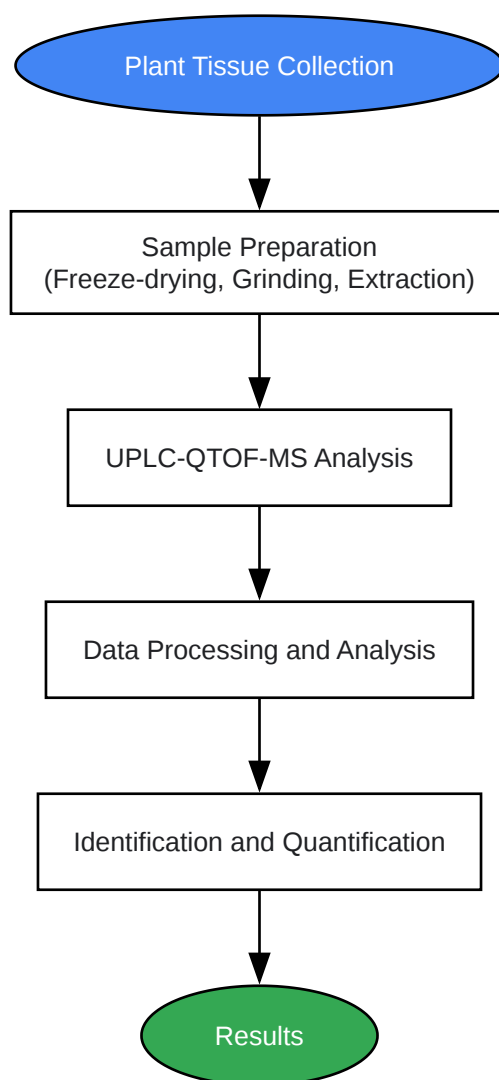 Plant Tissue Collection
Sample Preparation
(Freeze-drying, Grinding, Extraction)
UPLC-QTOF-MS Analysis
Data Processing and Analysis
Identification and Quantification
Results